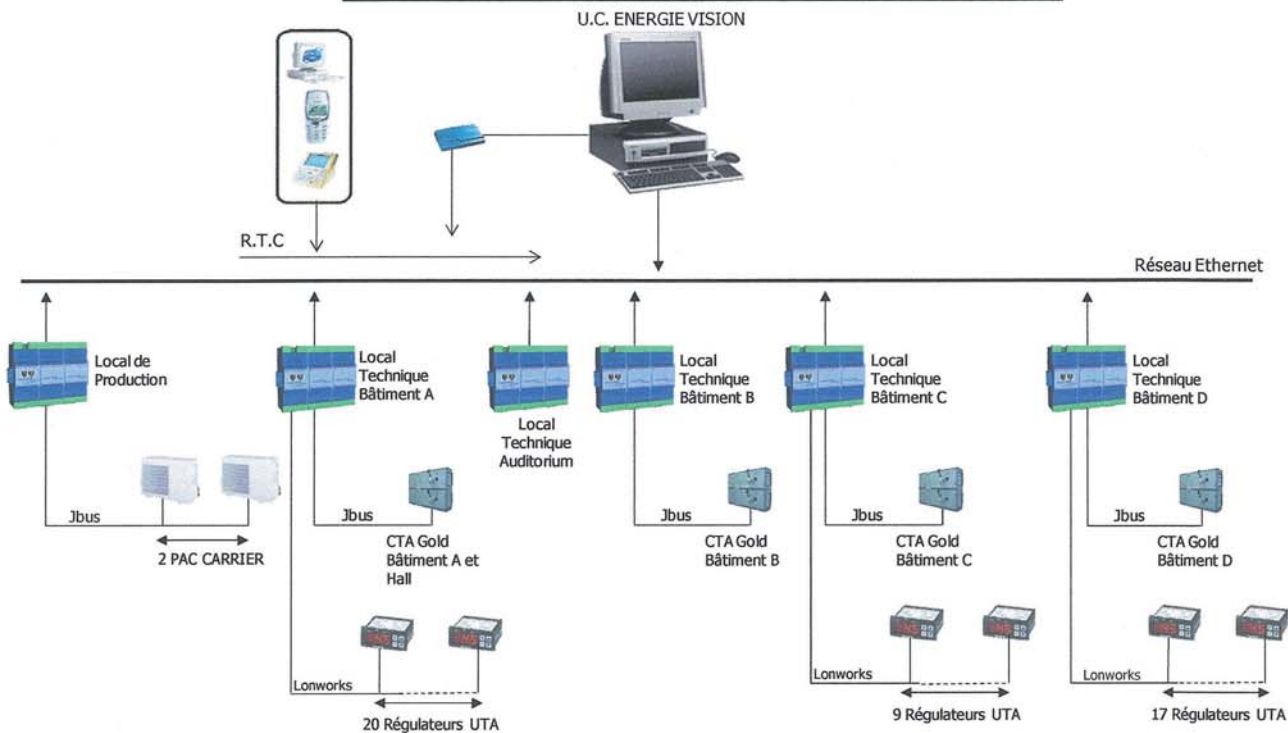 U.C. ENERGIE VISION
R.T.C
Réseau Ethernet
Local de
Production
Local
Technique
Bâtiment A
Local
Technique
Auditorium
Local
Technique
Bâtiment B
Local
Technique
Bâtiment C
Local
Technique
Bâtiment D
Jbus
2 PAC CARRIER
Jbus
CTA Gold
Bâtiment A et
Hall
Jbus
CTA Gold
Bâtiment B
Jbus
CTA Gold
Bâtiment C
Jbus
CTA Gold
Bâtiment D
Lonworks
20 Régulateurs UTA
Lonworks
9 Régulateurs UTA
Lonworks
17 Régulateurs UTA